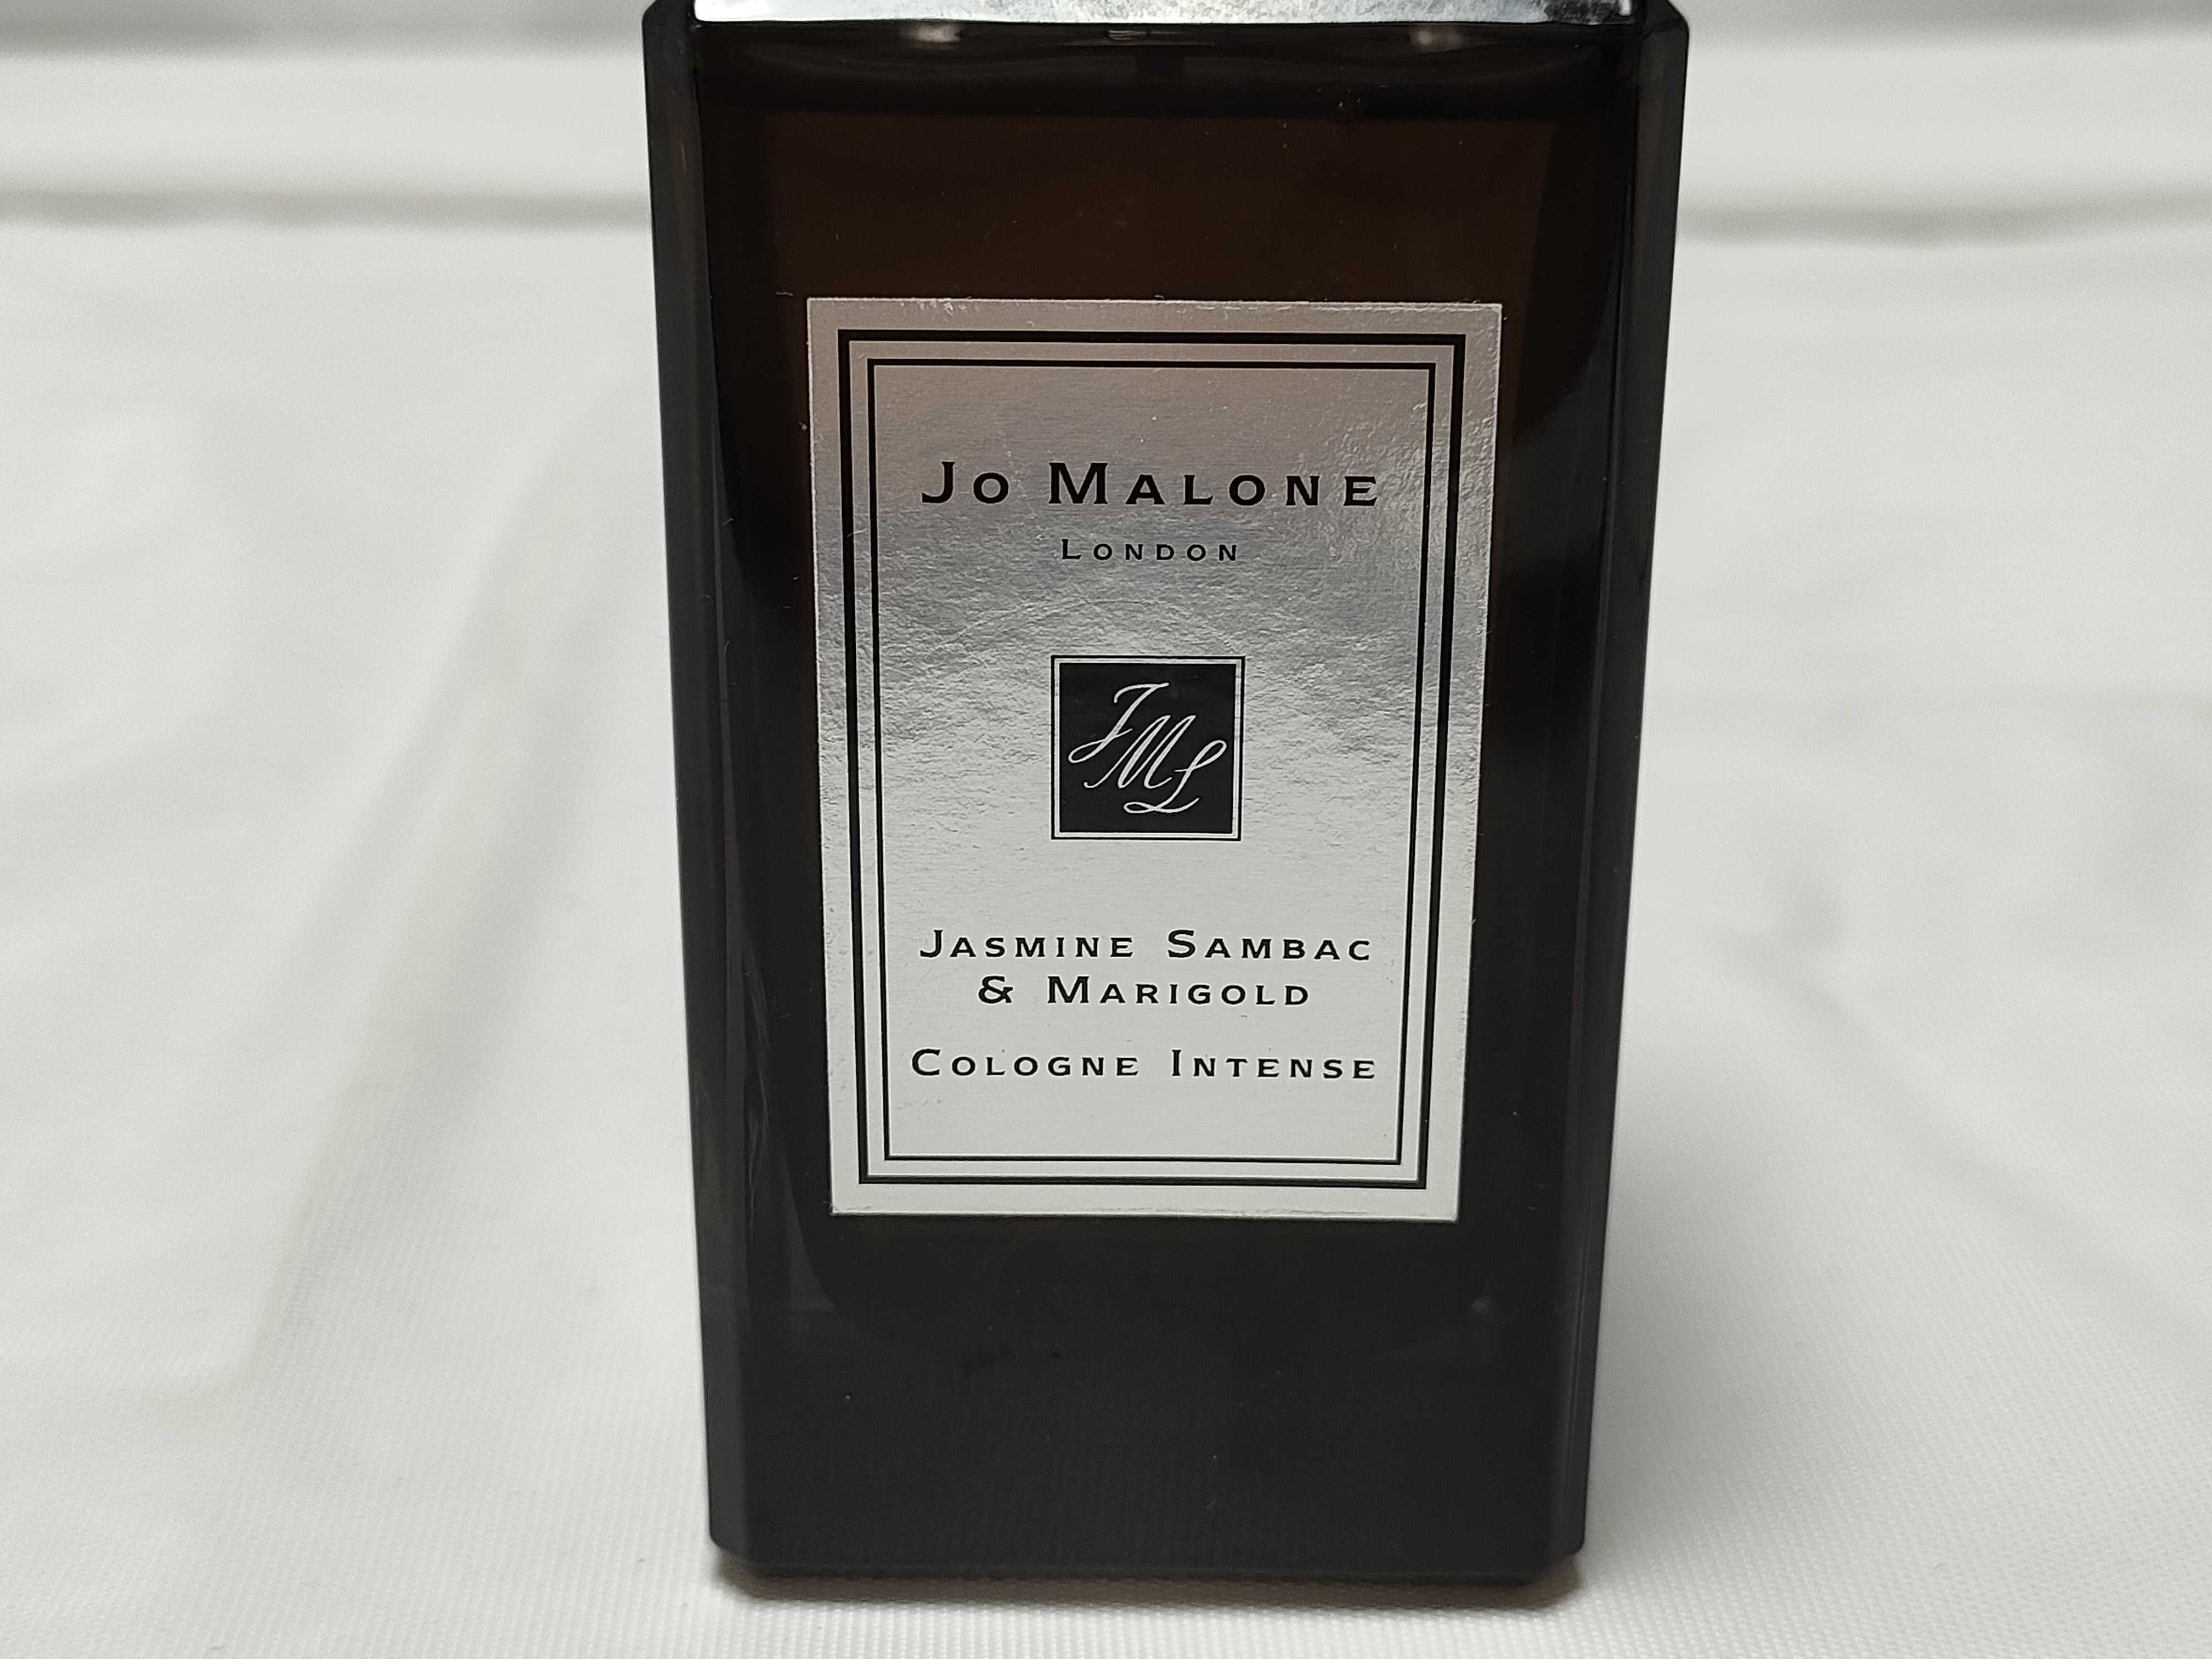 Jo Malone
London
JML
Jasmine Sambac
& Marigold
Cologne Intense